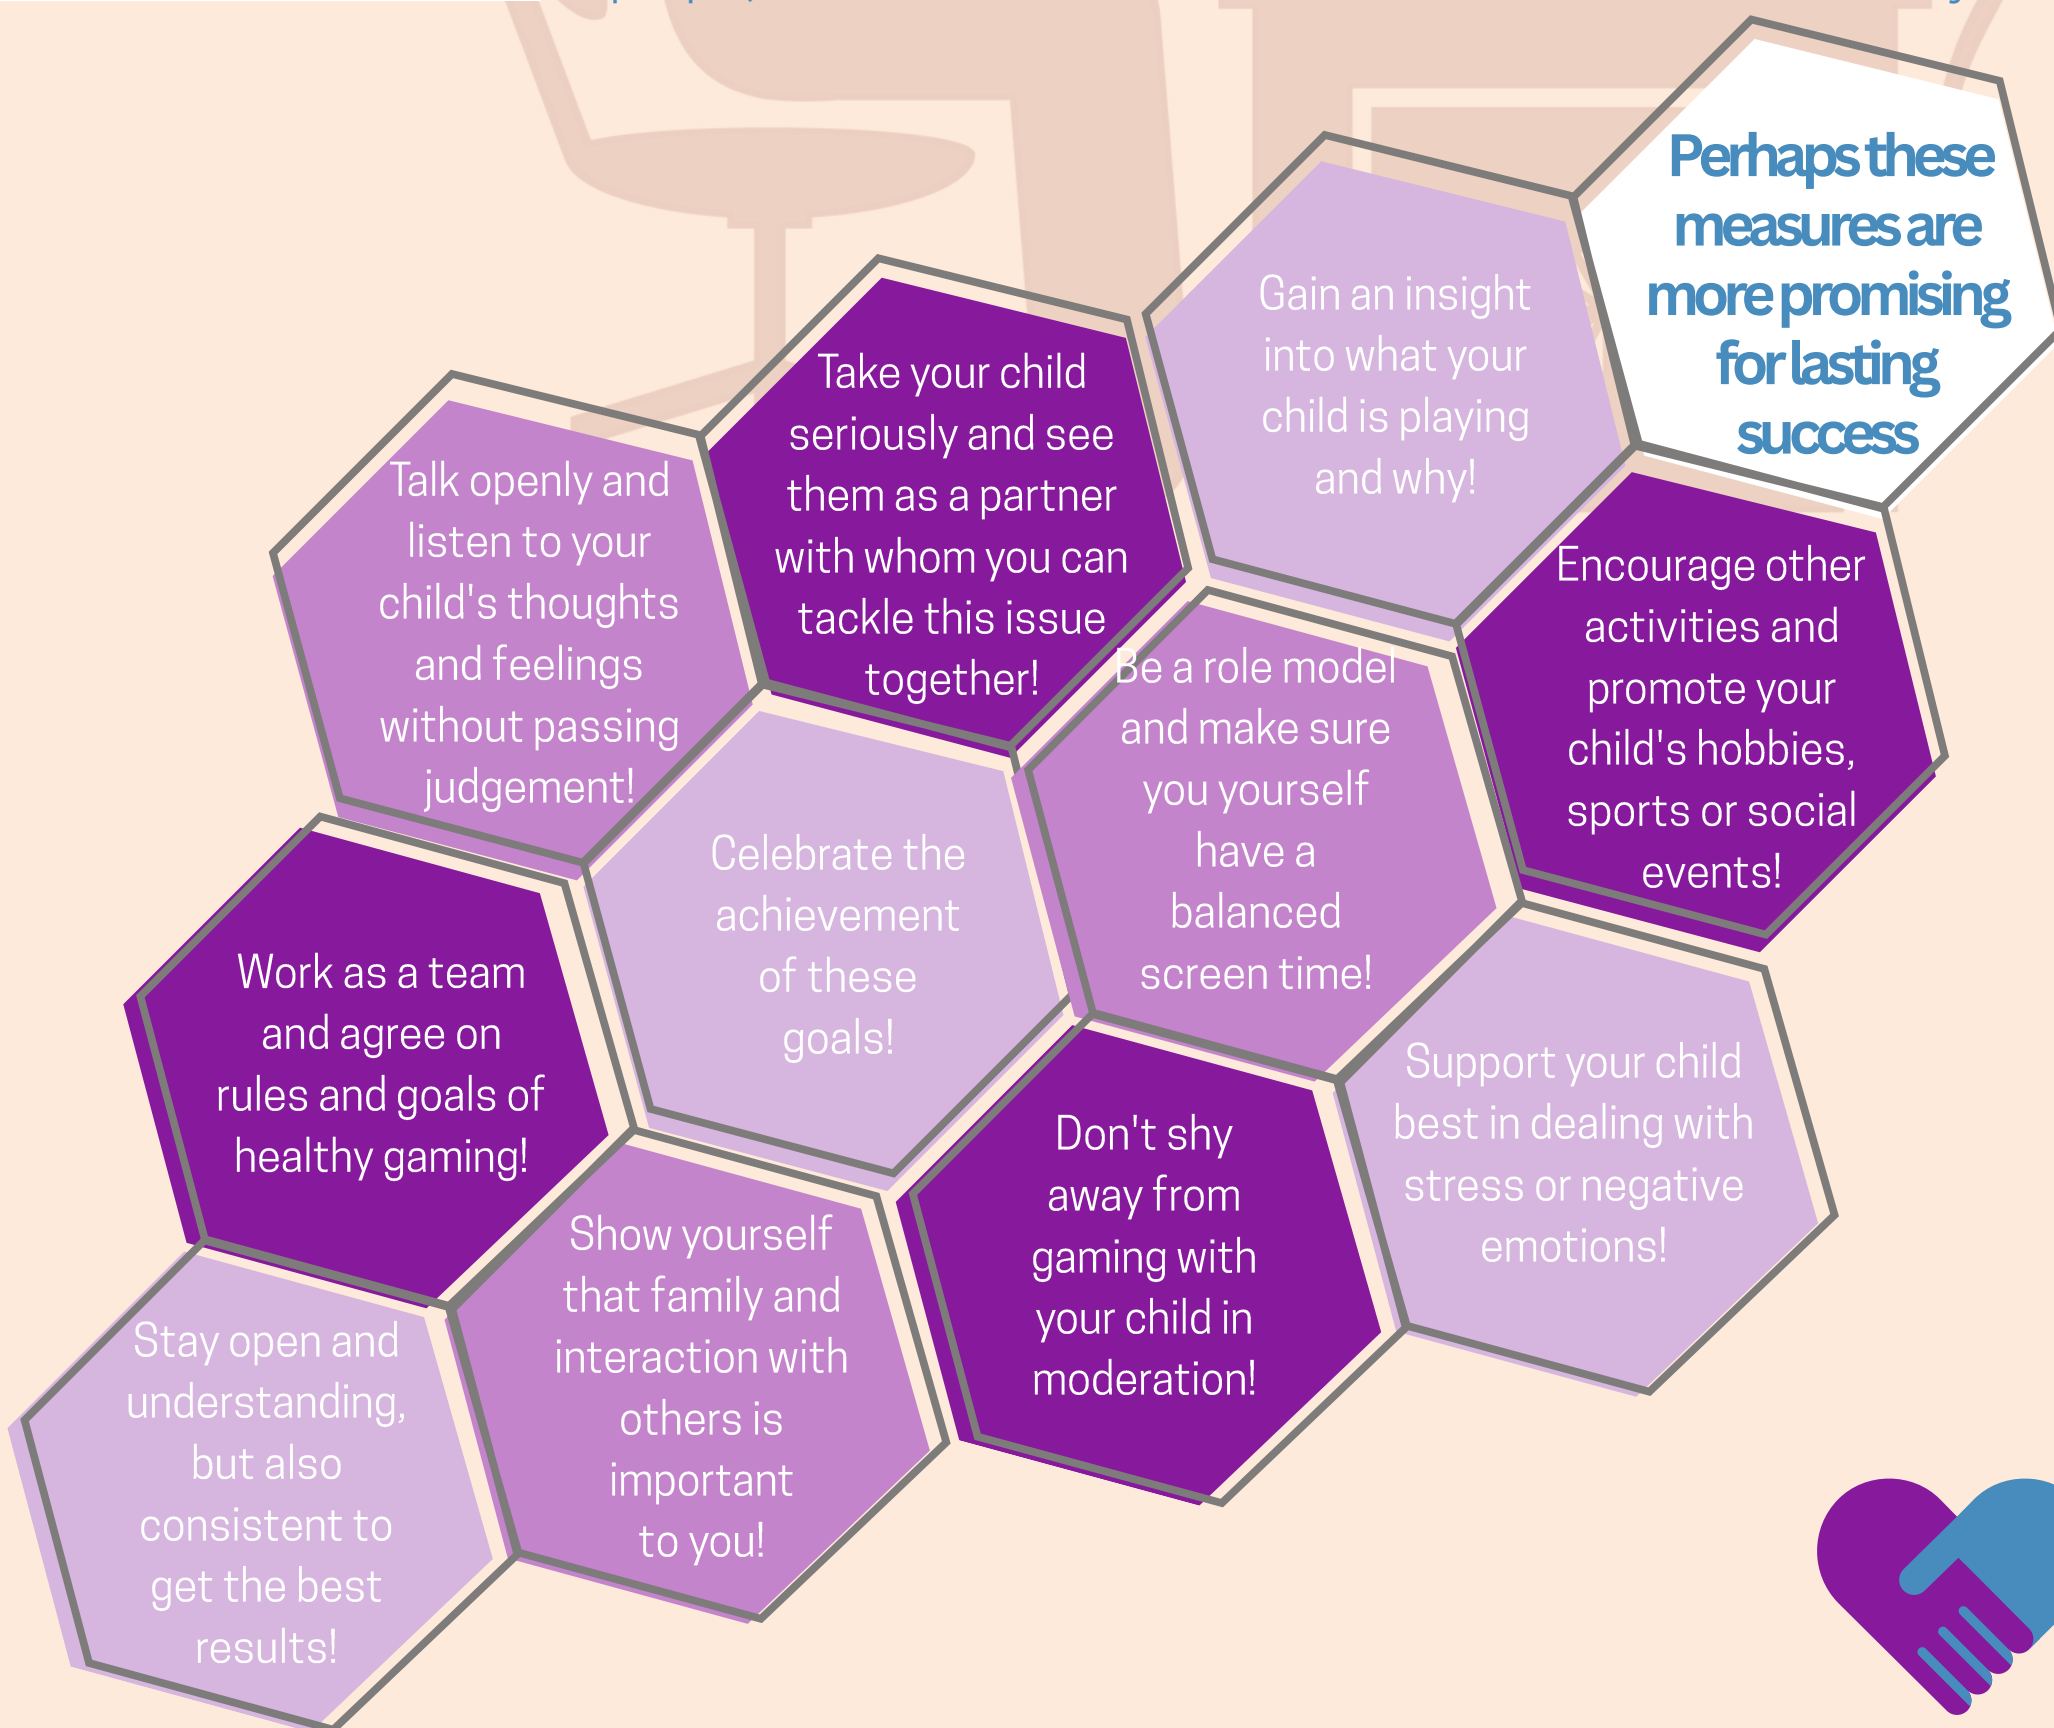 Perhaps these
measures are
more promising
for lasting
success
Gain an insight
into what your
child is playing
and why!
Take your child
seriously and see
them as a partner
with whom you can
tackle this issue
together!
Talk openly and
listen to your
child's thoughts
and feelings
without passing
judgement!
Encourage other
activities and
promote your
child's hobbies,
sports or social
events!
Be a role model
and make sure
you yourself
have a
balanced
screen time!
Celebrate the
achievement
of these
goals!
Work as a team
and agree on
rules and goals of
healthy gaming!
Support your child
best in dealing with
stress or negative
emotions!
Don't shy
away from
gaming with
your child in
moderation!
Show yourself
that family and
interaction with
others is
important
to you!
Stay open and
understanding,
but also
consistent to
get the best
results!